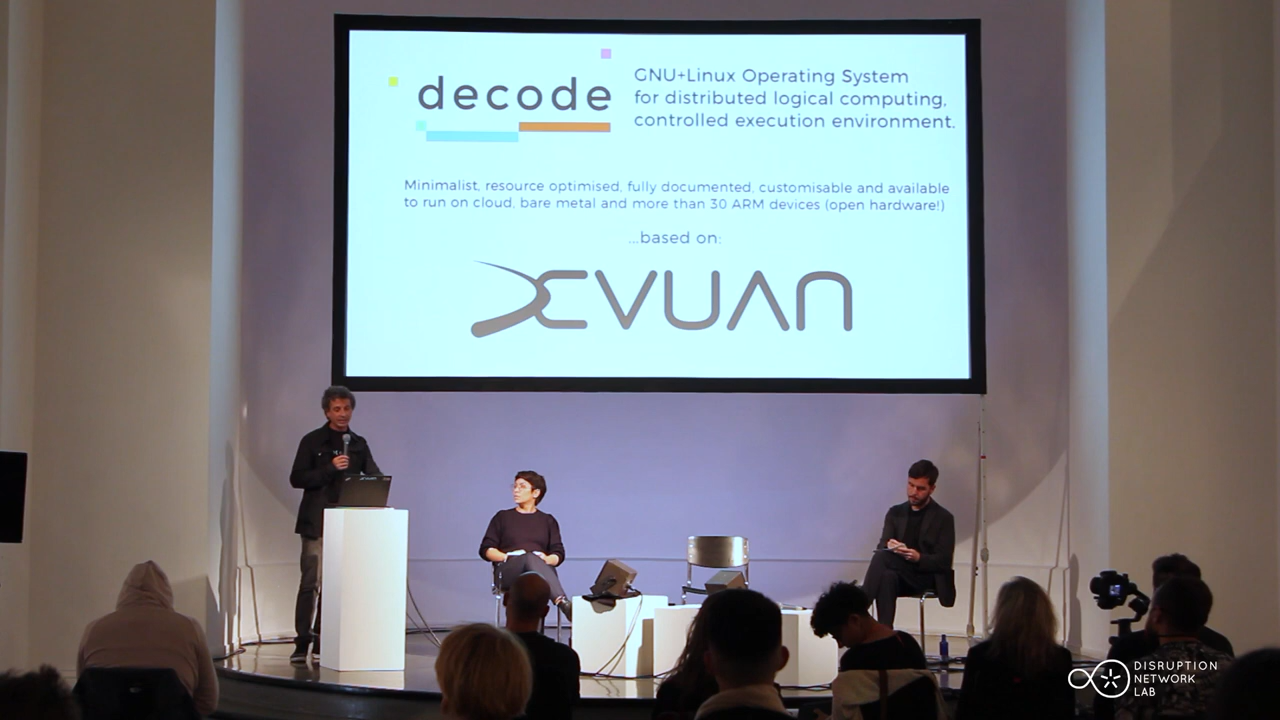 decode
GNU+Linux Operating System
for distributed logical computing,
controlled execution environment.
Minimalist, resource optimised, fully documented, customisable and available
to run on cloud, bare metal and more than 30 ARM devices (open hardware!)
...based on:
DEVUAN
DISRUPTION
NETWORK
LAB